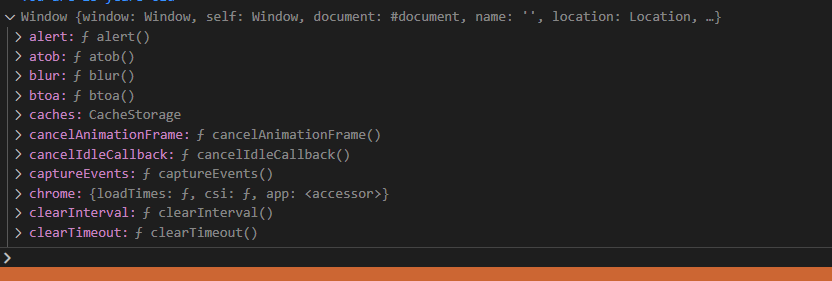 Window {window: Window, self: Window, document: #document, name: '', location: Location, …}
alert: ƒ alert()
atob: ƒ atob()
blur: ƒ blur()
btoa: ƒ btoa()
caches: CacheStorage
cancelAnimationFrame: ƒ cancelAnimationFrame()
cancelIdleCallback: ƒ cancelIdleCallback()
captureEvents: ƒ captureEvents()
chrome: {loadTimes: ƒ, csi: ƒ, app: <accessor>}
clearInterval: ƒ clearInterval()
clearTimeout: ƒ clearTimeout()